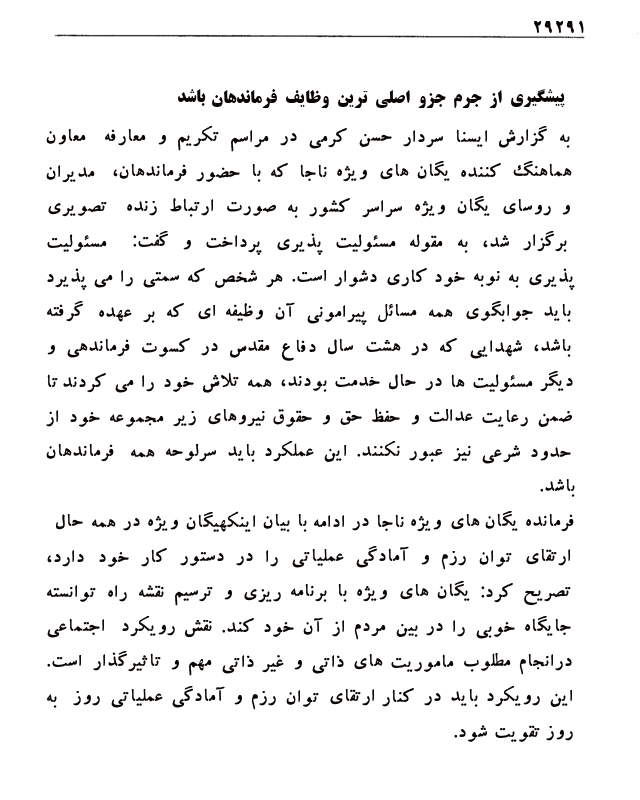 ۲۹۲۹۱
پیشگیری از جرم جزو اصلی ترین وظایف فرماندهان باشد
به گزارش ایسنا سردار حسن کرمی در مراسم تکریم و معارفه معاون
هماهنگ کننده یگان های ویژه ناجا که با حضور فرماندهان، مدیران
و روسای یگان ویژه سراسر کشور به صورت ارتباط زنده تصویری
برگزار شد، به مقوله مسئولیت پذیری پرداخت و گفت: مسئولیت
پذیری به نوبه خود کاری دشوار است. هر شخص که سمتی را می پذیرد
باید جوابگوی همه مسائل پیرامونی آن وظیفه ای که بر عهده گرفته
باشد، شهدایی که در هشت سال دفاع مقدس در کسوت فرماندهی و
دیگر مسئولیت ها در حال خدمت بودند، همه تلاش خود را می کردند تا
ضمن رعایت عدالت و حفظ حق و حقوق نیروهای زیر مجموعه خود از
حدود شرعی نیز عبور نکنند. این عملکرد باید سرلوحه همه فرماندهان
باشد.
فرمانده یگان های ویژه ناجا در ادامه با بیان اینکهیگان ویژه در همه حال
ارتقای توان رزم و آمادگی عملیاتی را در دستور کار خود دارد،
تصریح کرد: یگان های ویژه با برنامه ریزی و ترسیم نقشه راه توانسته
جایگاه خوبی را در بین مردم از آن خود کند. نقش رویکرد اجتماعی
درانجام مطلوب ماموریت های ذاتی و غیر ذاتی مهم و تاثیرگذار است.
این رویکرد باید در کنار ارتقای توان رزم و آمادگی عملیاتی روز به
روز تقویت شود.